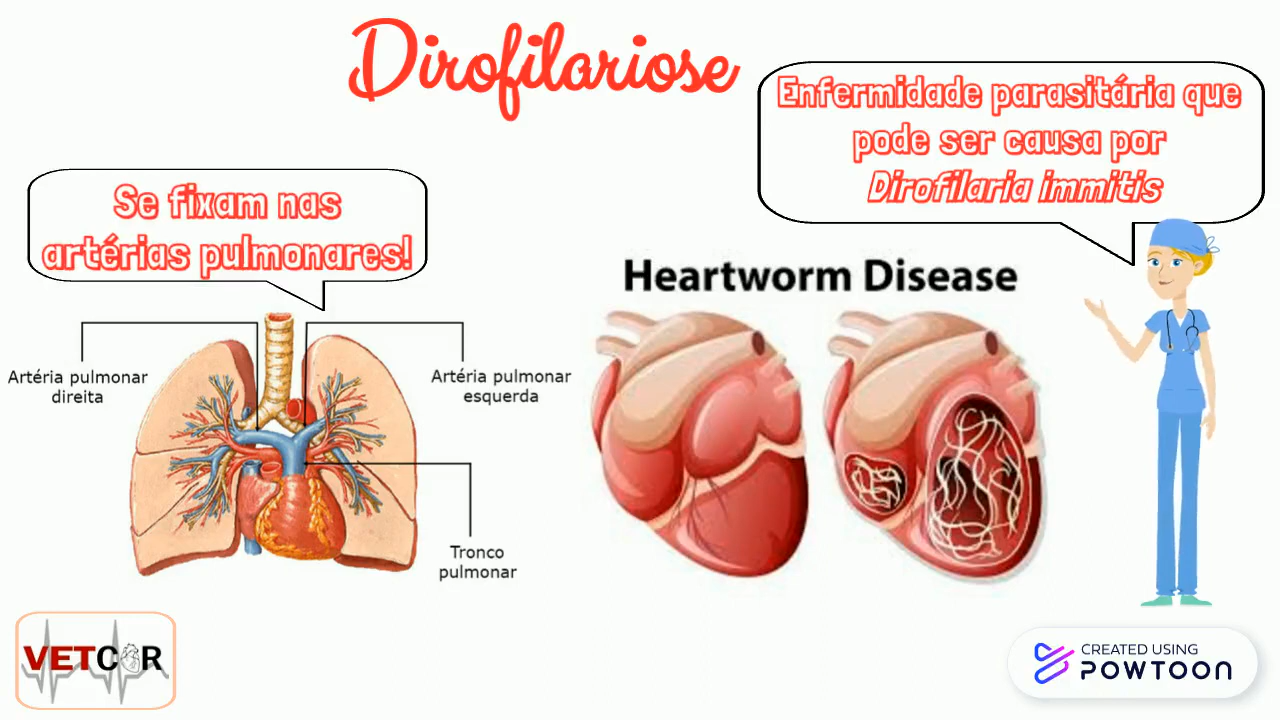 Dirofilariose
Enfermidade parasitária que
pode ser causa por
Dirofilaria immitis
Se fixam nas
artérias pulmonares!
Heartworm Disease
Artéria pulmonar
direita
Artéria pulmonar
esquerda
Tronco
pulmonar
VETCOR
CREATED USING
POWTOON